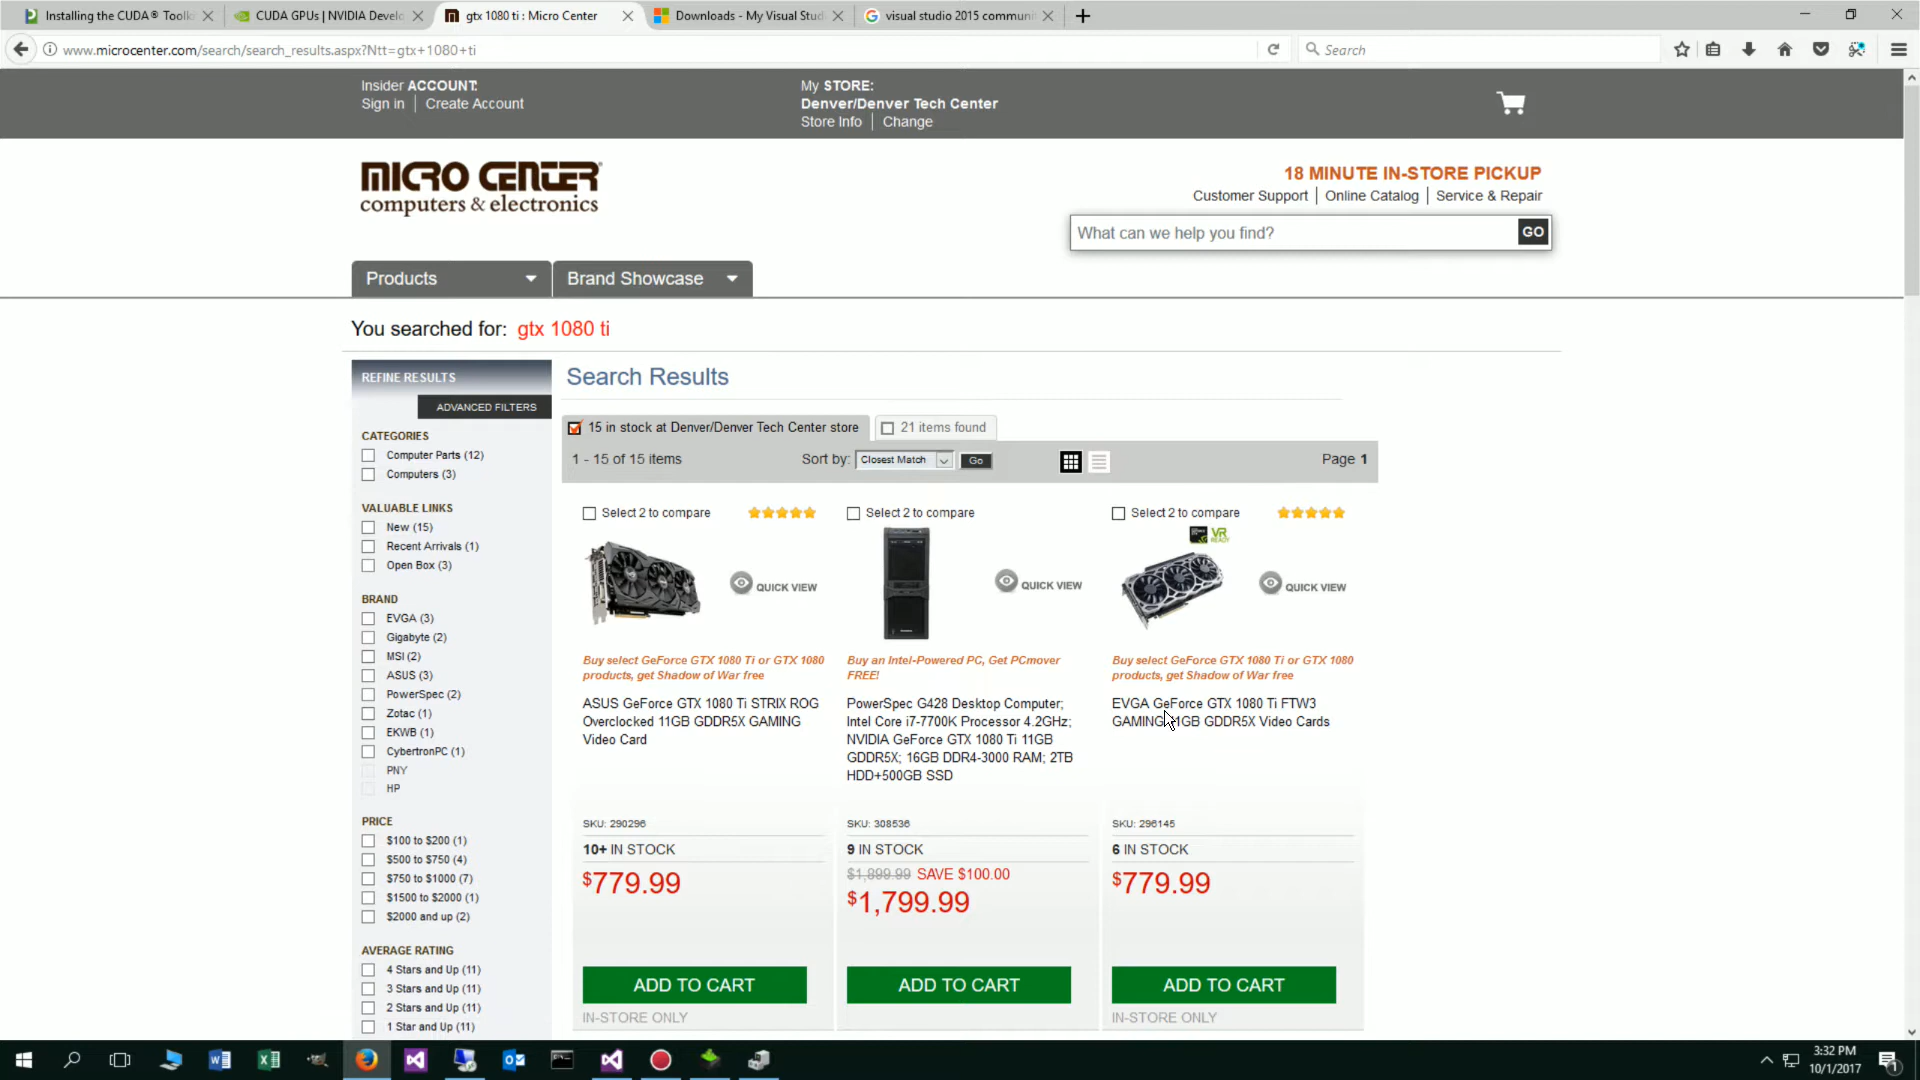 Installing the CUDA® Toolk
CUDA GPUs | NVIDIA Develo
gtx 1080 ti : Micro Center
Downloads - My Visual Stud
visual studio 2015 communi
www.microcenter.com/search/search_results.aspx?Ntt=gtx+1080+ti
Search
Insider ACCOUNT:
Sign in | Create Account
My STORE:
Denver/Denver Tech Center
Store Info | Change
MICRO CENTER
computers & electronics
18 MINUTE IN-STORE PICKUP
Customer Support | Online Catalog | Service & Repair
What can we help you find?
GO
Products
Brand Showcase
You searched for: gtx 1080 ti
REFINE RESULTS
ADVANCED FILTERS
CATEGORIES
Computer Parts (12)
Computers (3)
VALUABLE LINKS
New (15)
Recent Arrivals (1)
Open Box (3)
BRAND
EVGA (3)
Gigabyte (2)
MSI (2)
ASUS (3)
PowerSpec (2)
Zotac (1)
EKWB (1)
CybertronPC (1)
PNY
HP
PRICE
$100 to $200 (1)
$500 to $750 (4)
$750 to $1000 (7)
$1500 to $2000 (1)
$2000 and up (2)
AVERAGE RATING
4 Stars and Up (11)
3 Stars and Up (11)
2 Stars and Up (11)
1 Star and Up (11)
Search Results
15 in stock at Denver/Denver Tech Center store
21 items found
1 - 15 of 15 items
Sort by: Closest Match Go
Page 1
Select 2 to compare
QUICK VIEW
Buy select GeForce GTX 1080 Ti or GTX 1080
products, get Shadow of War free
ASUS GeForce GTX 1080 Ti STRIX ROG
Overclocked 11GB GDDR5X GAMING
Video Card
SKU: 290296
10+ IN STOCK
$779.99
ADD TO CART
IN-STORE ONLY
Select 2 to compare
QUICK VIEW
Buy an Intel-Powered PC, Get PCmover
FREE!
PowerSpec G428 Desktop Computer;
Intel Core i7-7700K Processor 4.2GHz;
NVIDIA GeForce GTX 1080 Ti 11GB
GDDR5X; 16GB DDR4-3000 RAM; 2TB
HDD+500GB SSD
SKU: 308536
9 IN STOCK
$1,899.99 SAVE $100.00
$1,799.99
ADD TO CART
Select 2 to compare
VR
READY
QUICK VIEW
Buy select GeForce GTX 1080 Ti or GTX 1080
products, get Shadow of War free
EVGA GeForce GTX 1080 Ti FTW3
GAMING 11GB GDDR5X Video Cards
SKU: 296145
6 IN STOCK
$779.99
ADD TO CART
IN-STORE ONLY
3:32 PM
10/1/2017
1